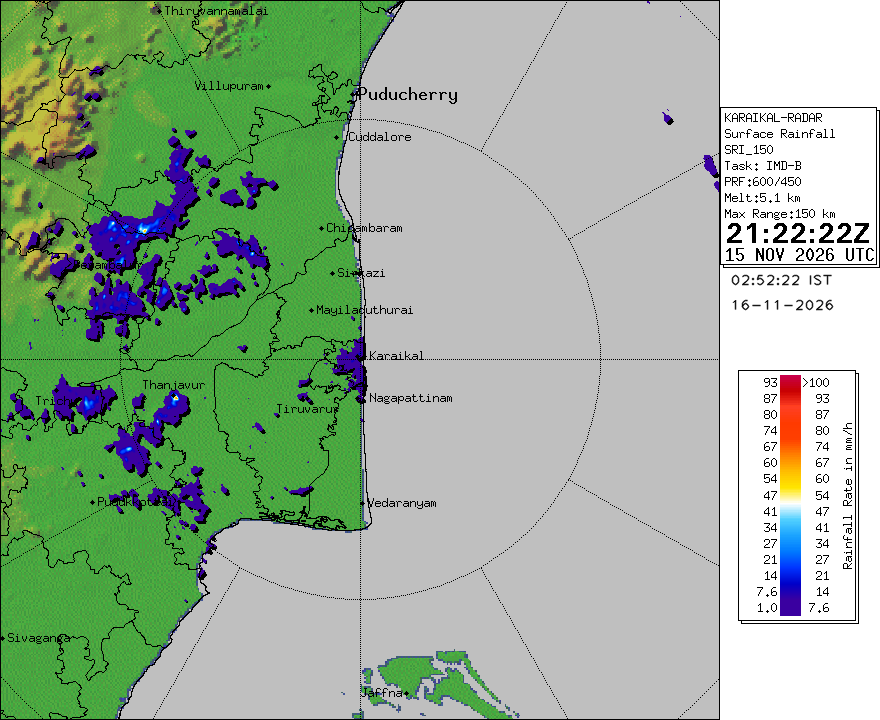 Thiruvannamalai
Villupuram
Puducherry
Cuddalore
Chidambaram
Sirkazi
Mayiladuthurai
Karaikal
Thanjavur
Nagapattinam
Tiruvarur
Vedaranyam
Sivaganga
Jaffna
KARAIKAL-RADAR
Surface Rainfall
SRI_150
Task: IMD-B
PRF:600/450
Melt:5.1 km
Max Range:150 km
21:22:22Z
15 NOV 2026 UTC
02:52:22 IST
16-11-2026
93 >100
87 93
80 87
74 80
67 74
60 67
54 60
47 54
41 47
34 41
27 34
21 27
14 21
7.6 14
1.0 7.6
Rainfall Rate in mm/h